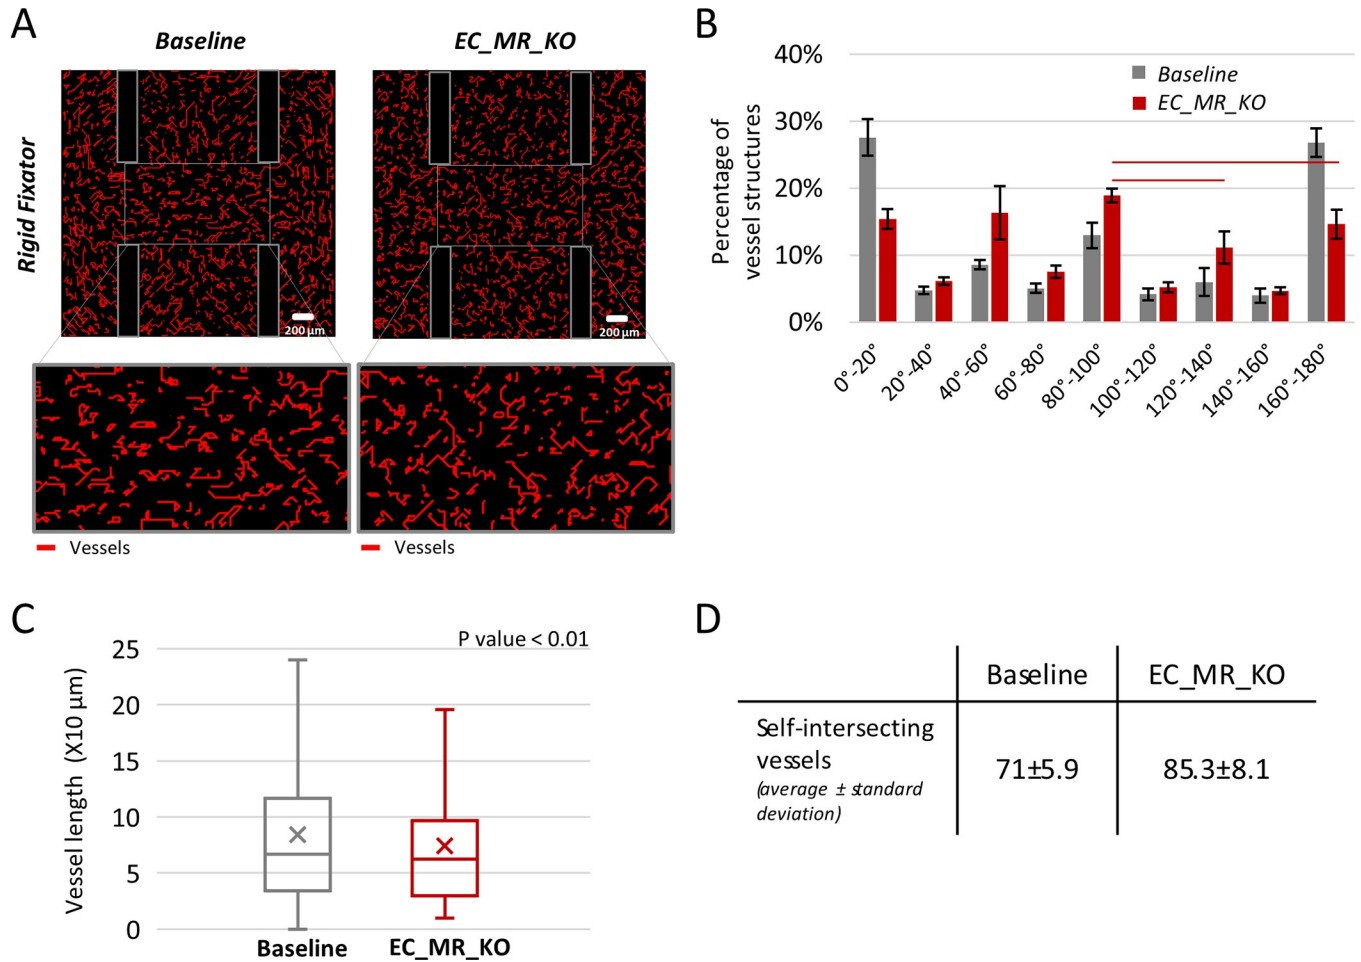 A
Baseline
EC_MR_KO
Rigid Fixator
200 μm
200 μm
Vessels
Vessels
B
40%
30%
20%
10%
0%
Percentage of
vessel structures
Baseline
EC_MR_KO
0°-20°
20°-40°
40°-60°
60°-80°
80°-100°
100°-120°
120°-140°
140°-160°
160°-180°
C
P value < 0.01
25
20
15
10
5
0
Vessel length (X10 μm)
Baseline
EC_MR_KO
D
Baseline
EC_MR_KO
Self-intersecting
vessels
(average ± standard
deviation)
71±5.9
85.3±8.1